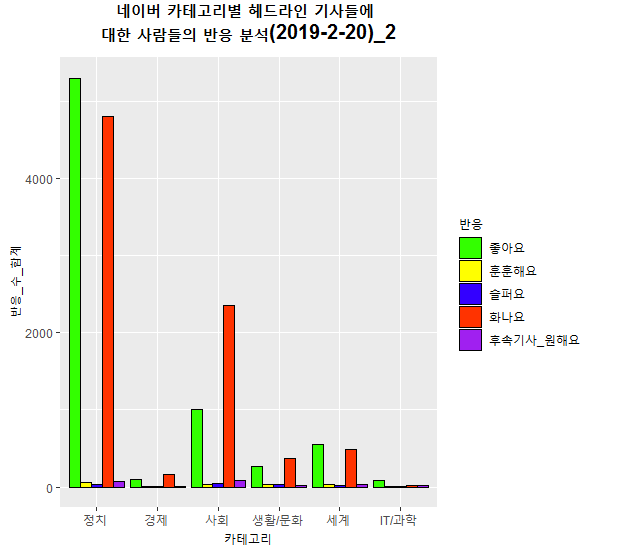 네이버 카테고리별 헤드라인 기사들에
대한 사람들의 반응 분석(2019-2-20)_2
반응_수_합계
4000
2000
0
정치 경제 사회 생활/문화 세계 IT/과학
카테고리
반응
좋아요
훈훈해요
슬퍼요
화나요
후속기사_원해요